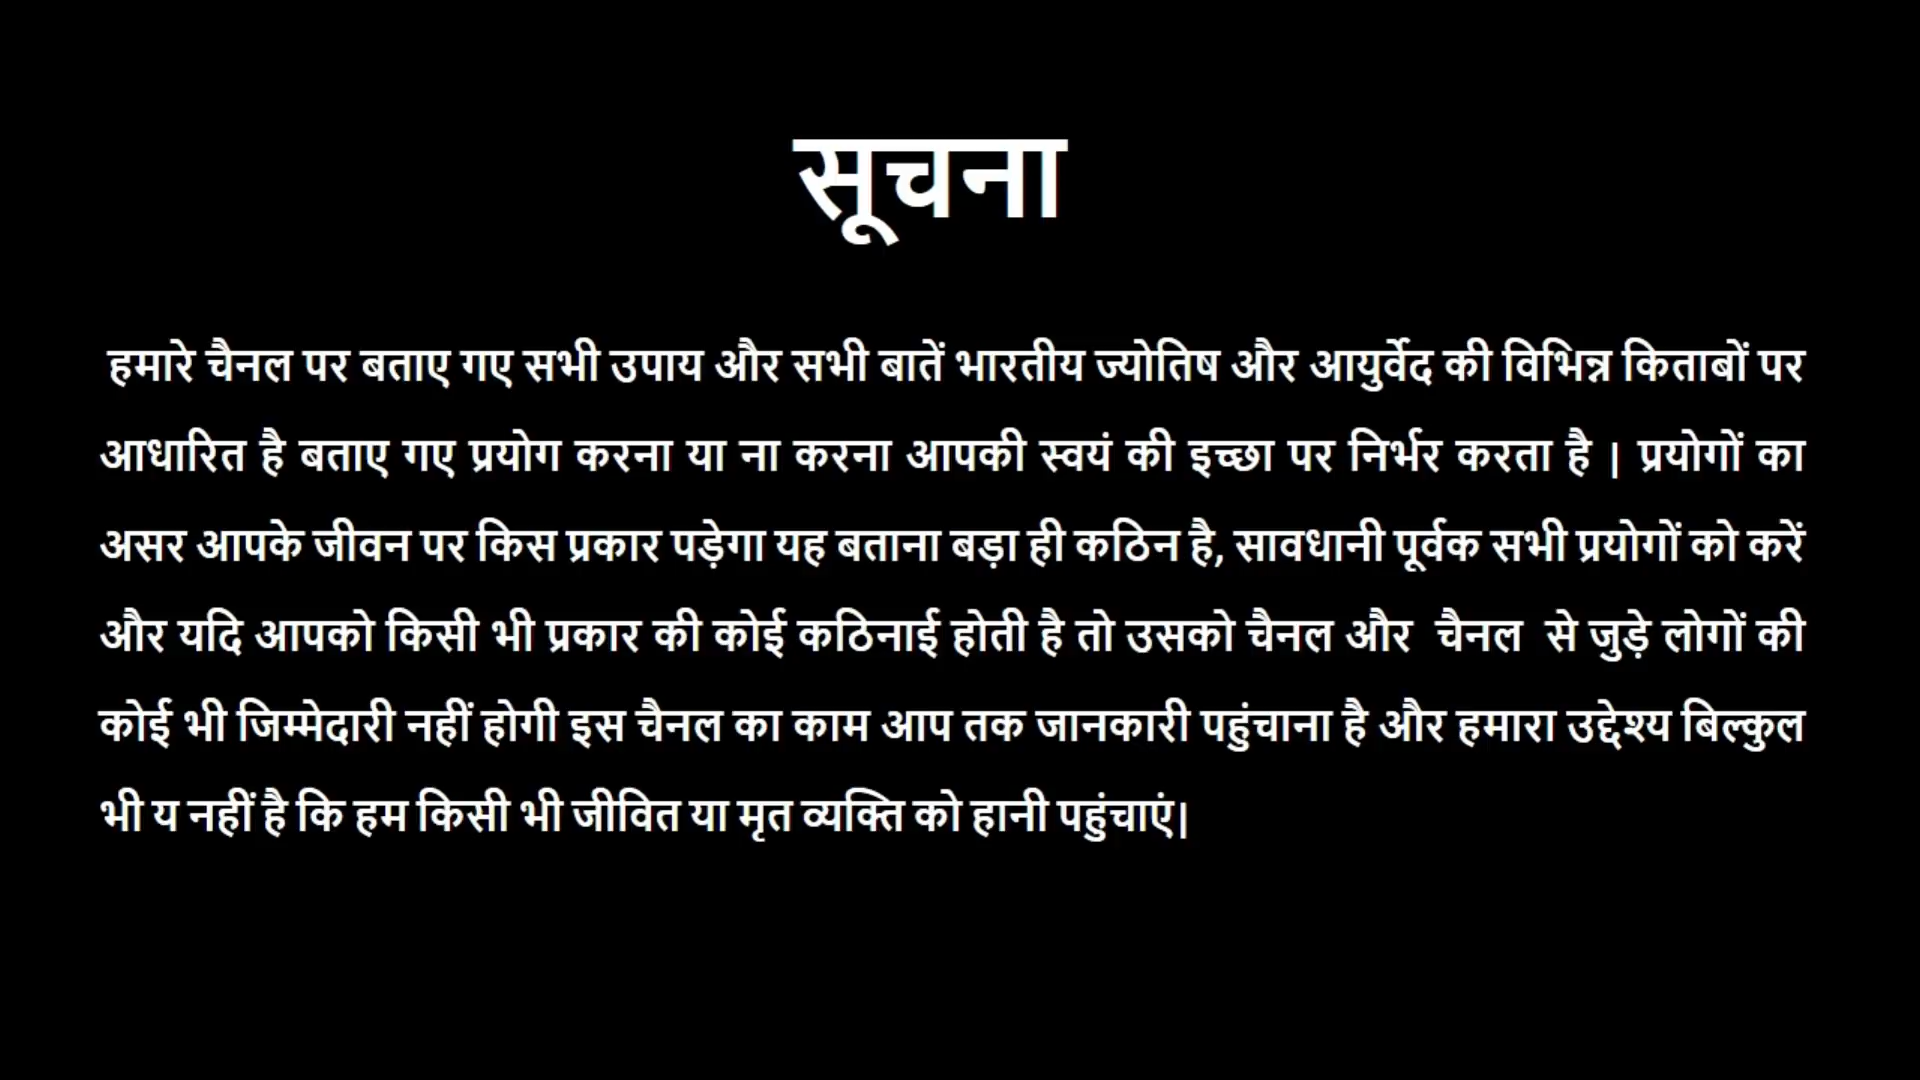 सूचना
हमारे चैनल पर बताए गए सभी उपाय और सभी बातें भारतीय ज्योतिष और आयुर्वेद की विभिन्न किताबों पर
आधारित है बताए गए प्रयोग करना या ना करना आपकी स्वयं की इच्छा पर निर्भर करता है | प्रयोगों का
असर आपके जीवन पर किस प्रकार पड़ेगा यह बताना बड़ा ही कठिन है, सावधानी पूर्वक सभी प्रयोगों को करें
और यदि आपको किसी भी प्रकार की कोई कठिनाई होती है तो उसको चैनल और चैनल से जुड़े लोगों की
कोई भी जिम्मेदारी नहीं होगी इस चैनल का काम आप तक जानकारी पहुंचाना है और हमारा उद्देश्य बिल्कुल
भी य नहीं है कि हम किसी भी जीवित या मृत व्यक्ति को हानी पहुंचाएं|